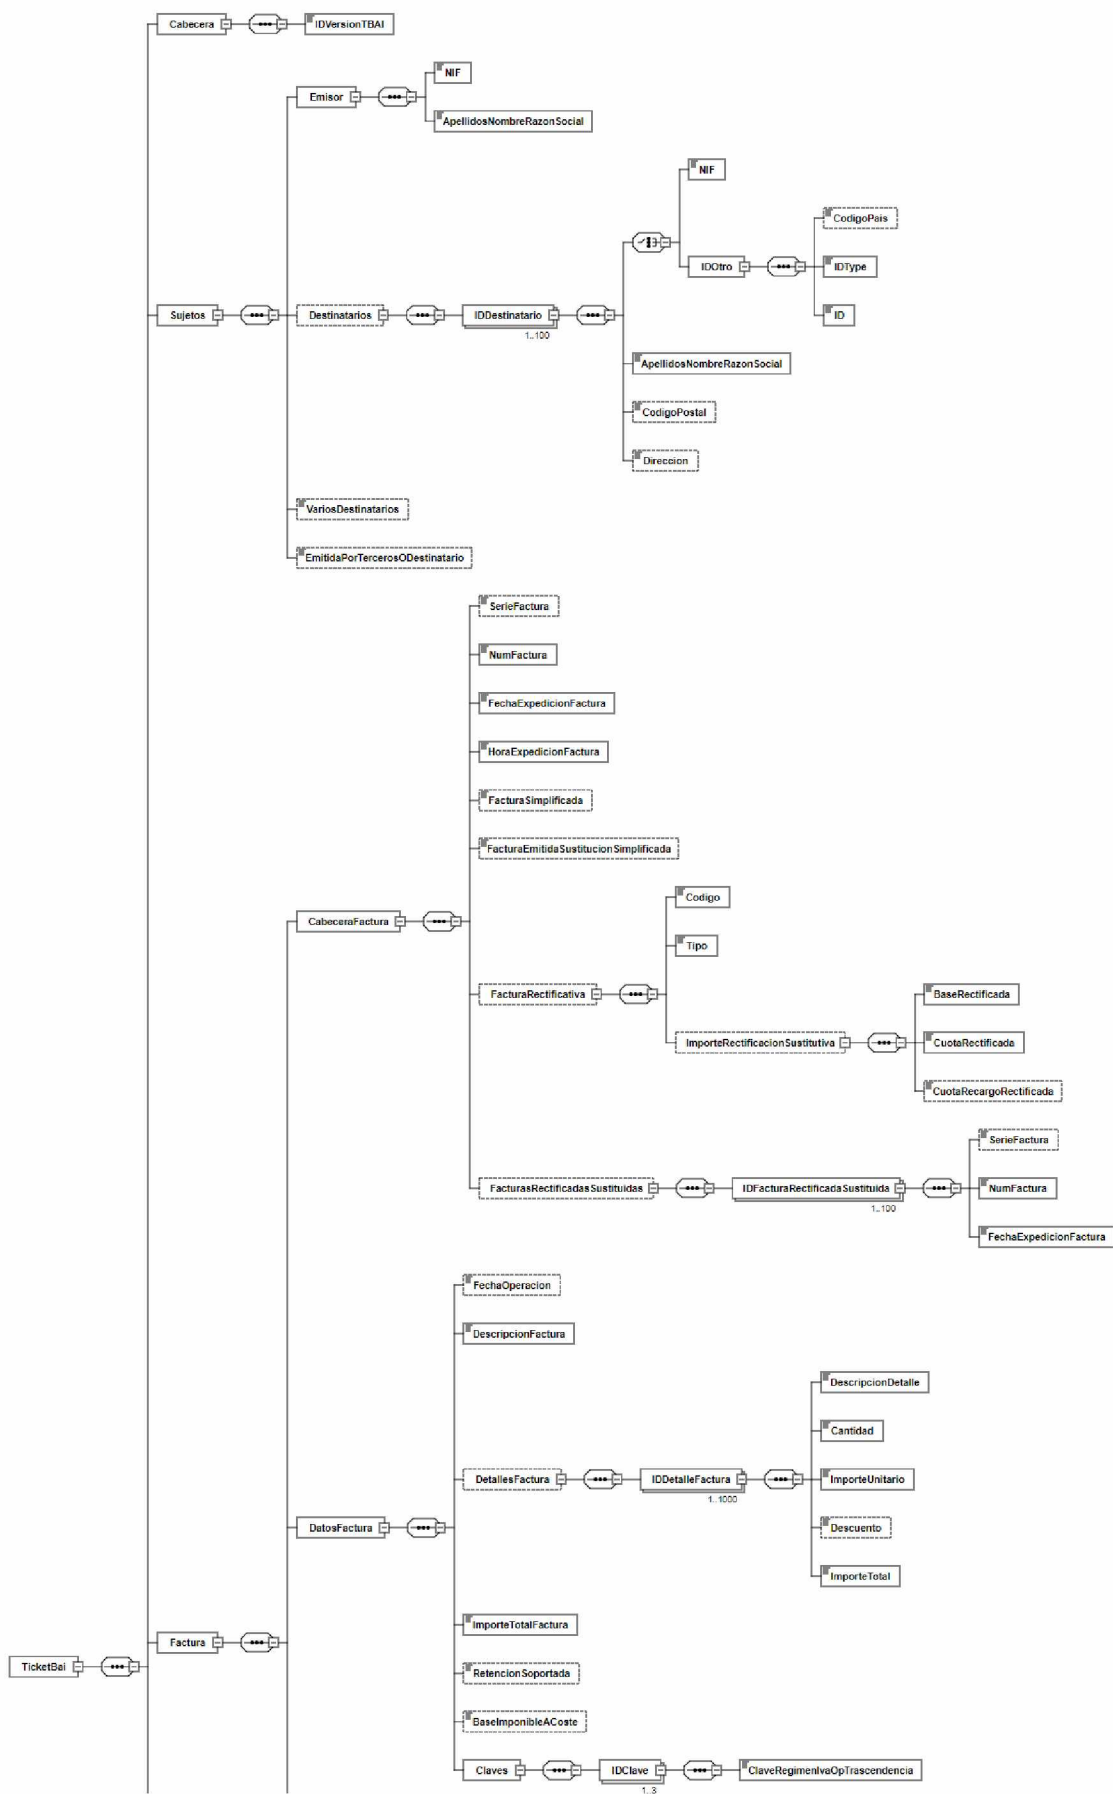 Cabecera
IDVersionTBAI
NIF
Emisor
ApellidosNombreRazonSocial
NIF
CodigoPais
IDOtro
IDType
Sujetos
Destinatarios
IDDestinatario
ID
1..100
ApellidosNombreRazonSocial
CodigoPostal
Direccion
VariosDestinatarios
EmitidaPorTercerosODestinatario
SerieFactura
NumFactura
FechaExpedicionFactura
HoraExpedicionFactura
FacturaSimplificada
FacturaEmitidaSustitucionSimplificada
Codigo
CabeceraFactura
Tipo
FacturaRectificativa
BaseRectificada
ImporteRectificacionSustitutiva
CuotaRectificada
CuotaRecargoRectificada
SerieFactura
FacturasRectificadasSustituidas
IDFacturaRectificadaSustituida
NumFactura
1..100
FechaExpedicionFactura
FechaOperacion
DescripcionFactura
DescripcionDetalle
Cantidad
DetallesFactura
IDDetalleFactura
ImporteUnitario
1..1000
DatosFactura
Descuento
ImporteTotal
ImporteTotalFactura
Factura
TicketBai
RetencionSoportada
BaseImponibleACoste
Claves
IDClave
ClaveRegimenIvaOpTrascendencia
1..3